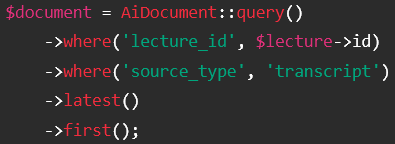 $document = AiDocument::query()
->where('lecture_id', $lecture->id)
->where('source_type', 'transcript')
->latest()
->first();